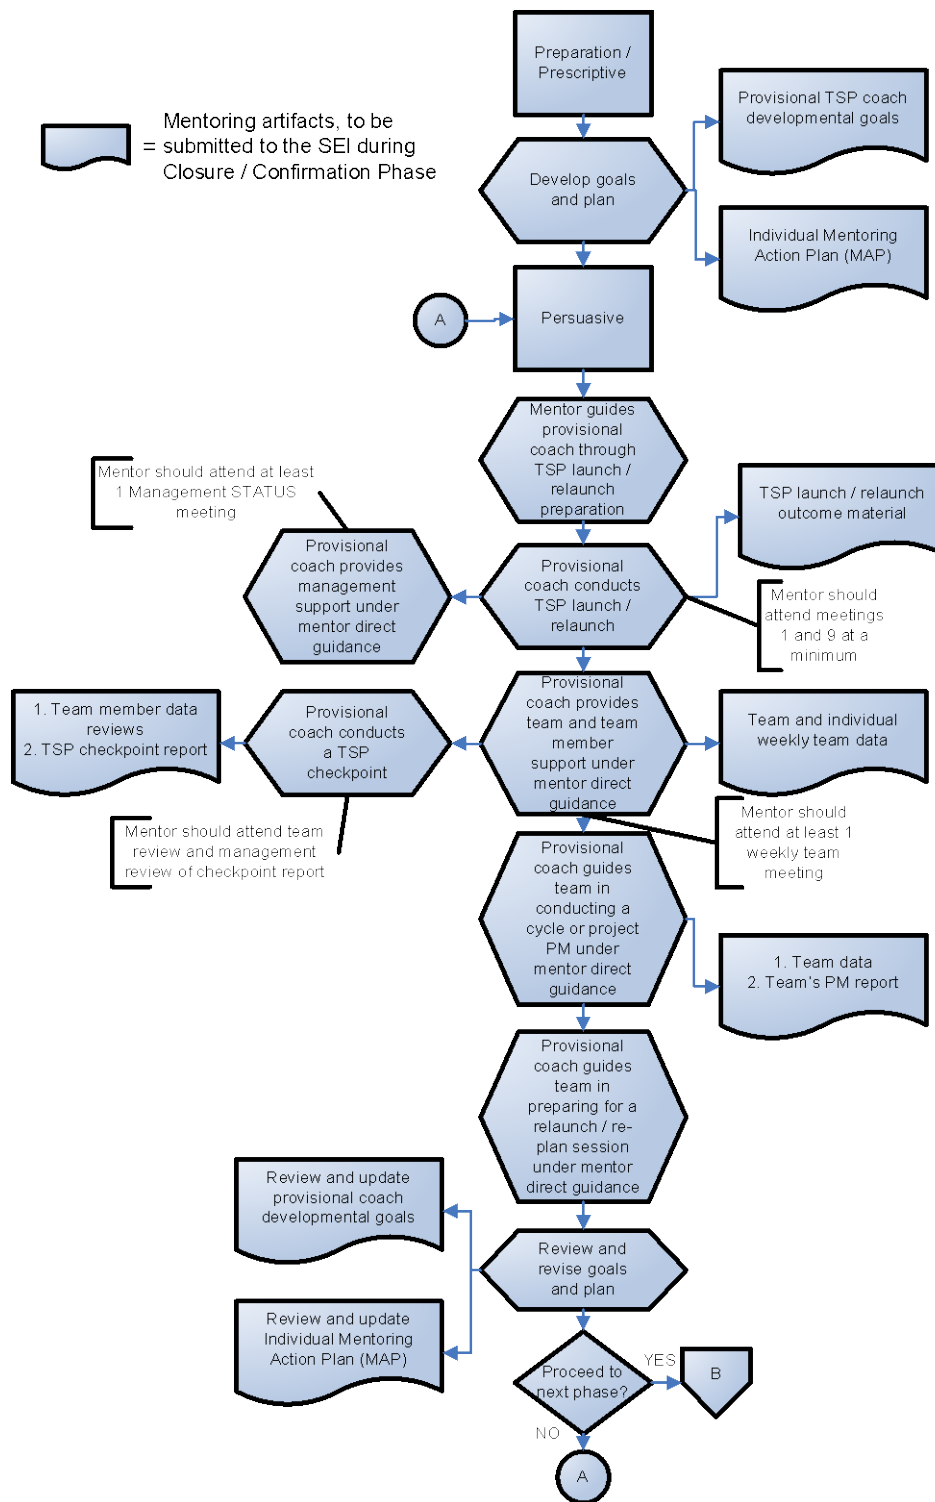 Preparation /
Prescriptive
Provisional TSP coach
developmental goals
Mentoring artifacts, to be
= submitted to the SEI during
Closure / Confirmation Phase
Develop goals
and plan
Individual Mentoring
Action Plan (MAP)
A
Persuasive
Mentor guides
provisional
coach through
TSP launch /
relaunch
preparation
Mentor should attend at least
1 Management STATUS
meeting
TSP launch / relaunch
outcome material
Provisional
coach provides
management
support under
mentor direct
guidance
Provisional
coach conducts
TSP launch /
relaunch
Mentor should
attend meetings
1 and 9 at a
minimum
1. Team member data
reviews
2. TSP checkpoint report
Provisional
coach conducts
a TSP
checkpoint
Provisional
coach provides
team and team
member
support under
mentor direct
guidance
Team and individual
weekly team data
Mentor should attend team
review and management
review of checkpoint report
Mentor should
attend at least 1
weekly team
meeting
Provisional
coach guides
team in
conducting a
cycle or project
PM under
mentor direct
guidance
1. Team data
2. Team's PM report
Provisional
coach guides
team in
preparing for a
relaunch / re-
plan session
under mentor
direct guidance
Review and update
provisional coach
developmental goals
Review and
revise goals
and plan
Review and update
Individual Mentoring
Action Plan (MAP)
Proceed to
next phase?
YES
B
NO
A